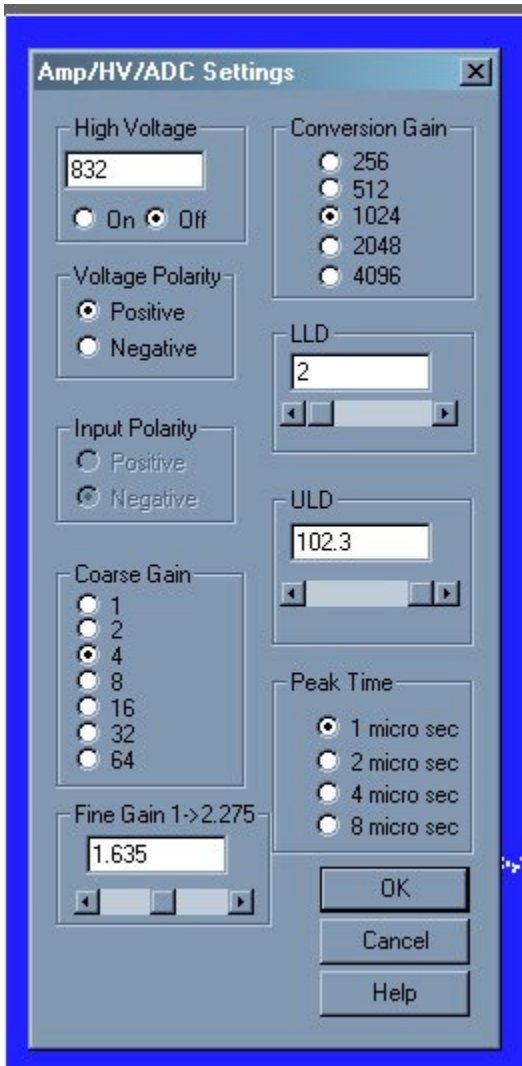 Amp/HV/ADC Settings
High Voltage
832
On Off
Voltage Polarity
Positive
Negative
Input Polarity
Positive
Negative
Coarse Gain
1
2
4
8
16
32
64
Fine Gain 1->2.275
1.635
Conversion Gain
256
512
1024
2048
4096
LLD
2
ULD
102.3
Peak Time
1 micro sec
2 micro sec
4 micro sec
8 micro sec
OK
Cancel
Help